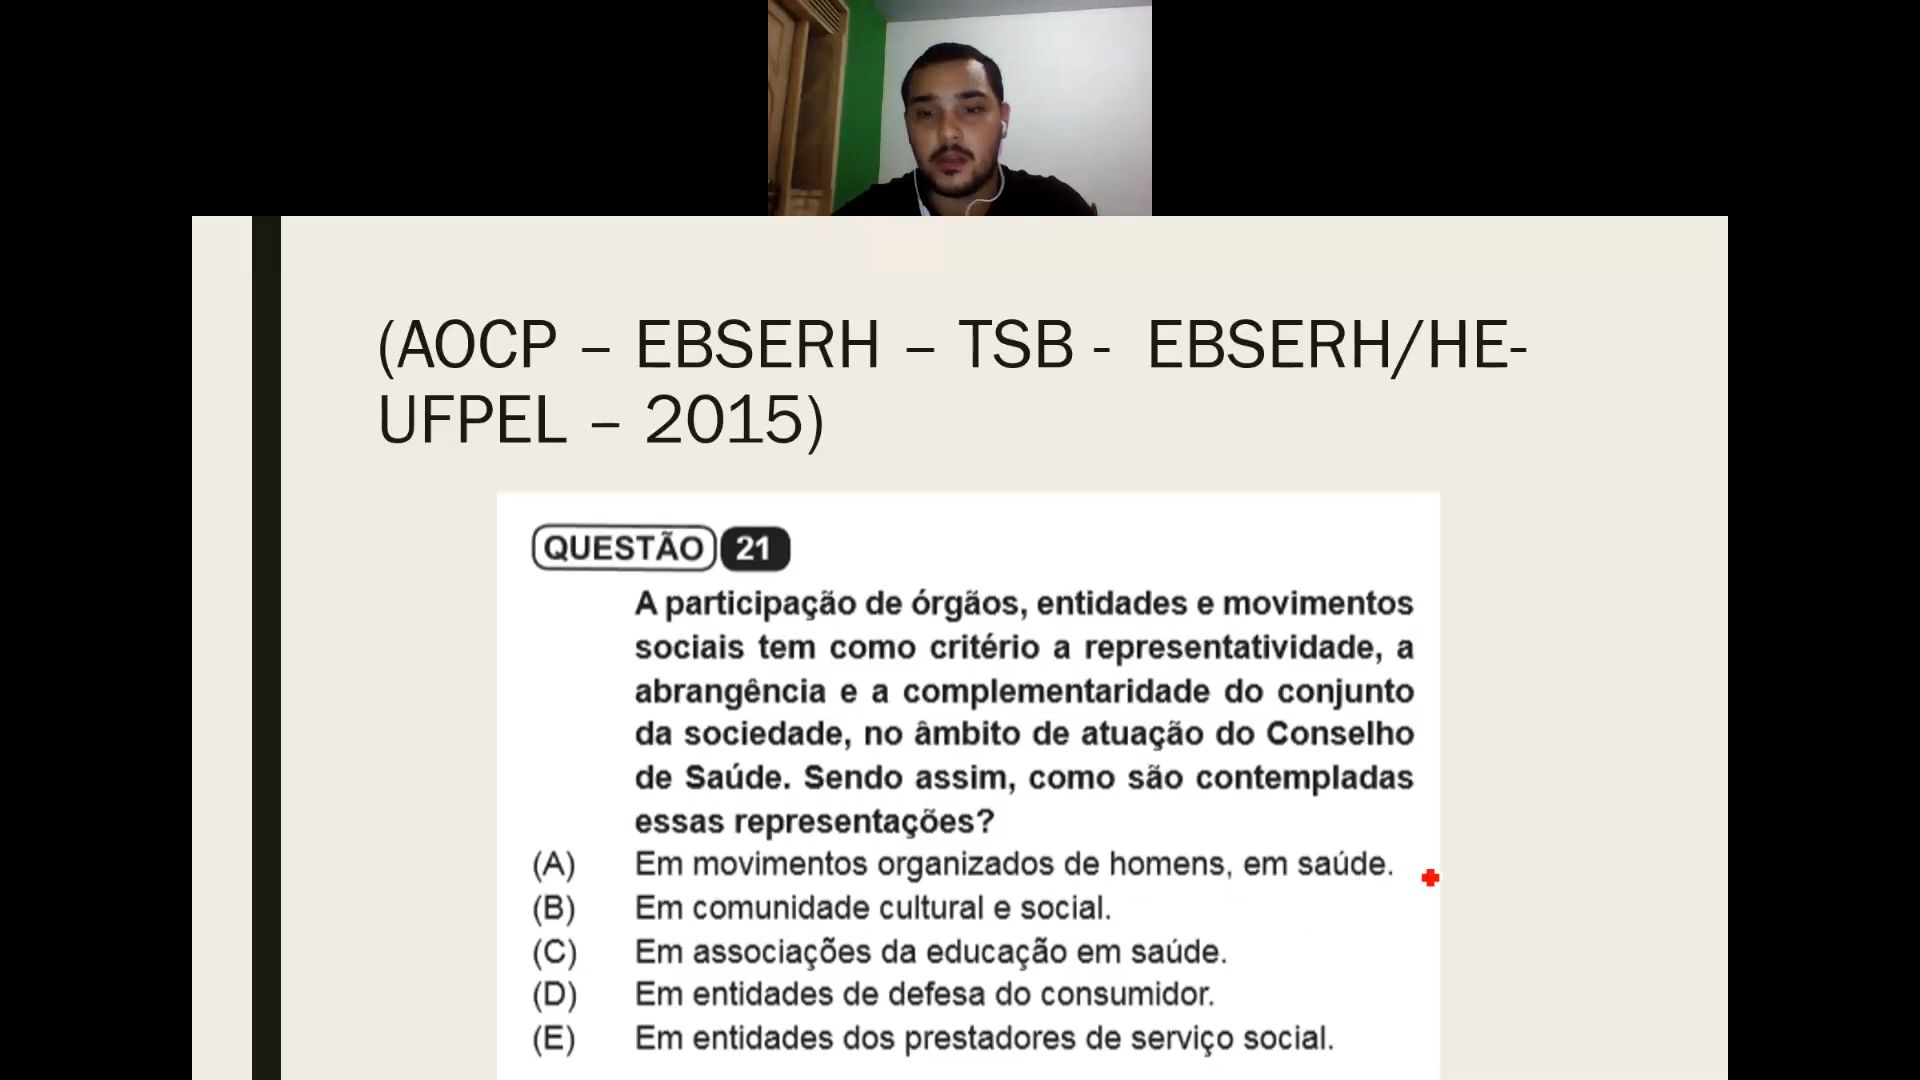 (AOCP – EBSERH – TSB - EBSERH/HE-
UFPEL – 2015)
QUESTÃO 21
A participação de órgãos, entidades e movimentos
sociais tem como critério a representatividade, a
abrangência e a complementaridade do conjunto
da sociedade, no âmbito de atuação do Conselho
de Saúde. Sendo assim, como são contempladas
essas representações?
(A) Em movimentos organizados de homens, em saúde.
(B) Em comunidade cultural e social.
(C) Em associações da educação em saúde.
(D) Em entidades de defesa do consumidor.
(E) Em entidades dos prestadores de serviço social.